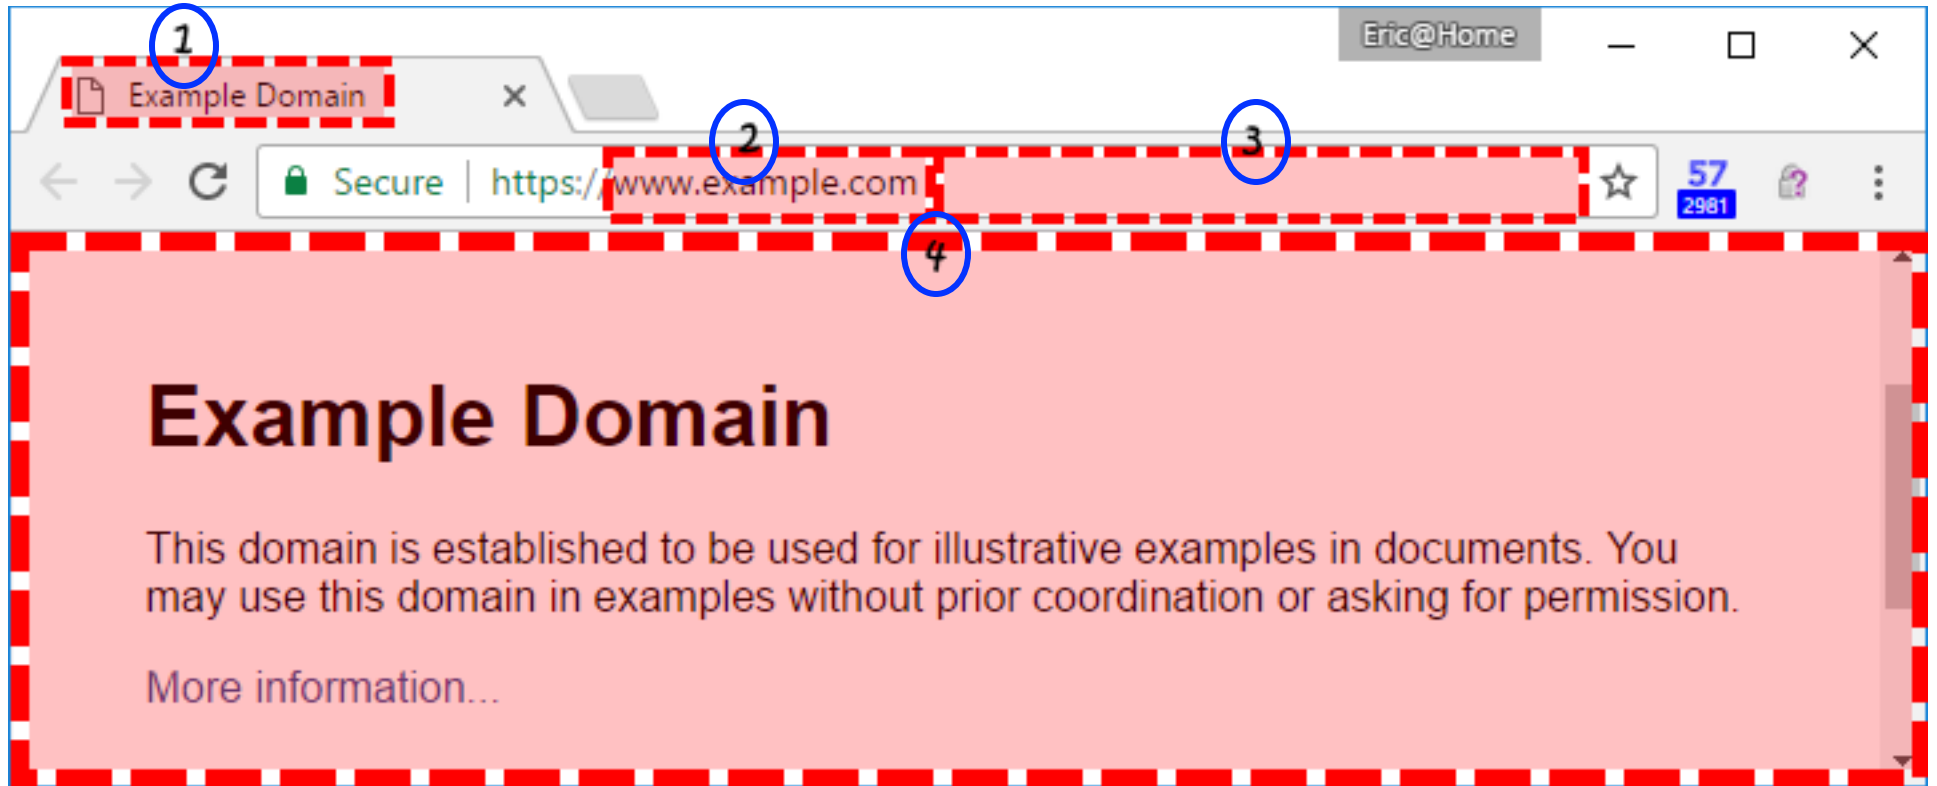 1
Eric@Home
Example Domain
2
3
Secure https://www.example.com
57
2981
?
4
Example Domain
This domain is established to be used for illustrative examples in documents. You
may use this domain in examples without prior coordination or asking for permission.
More information...